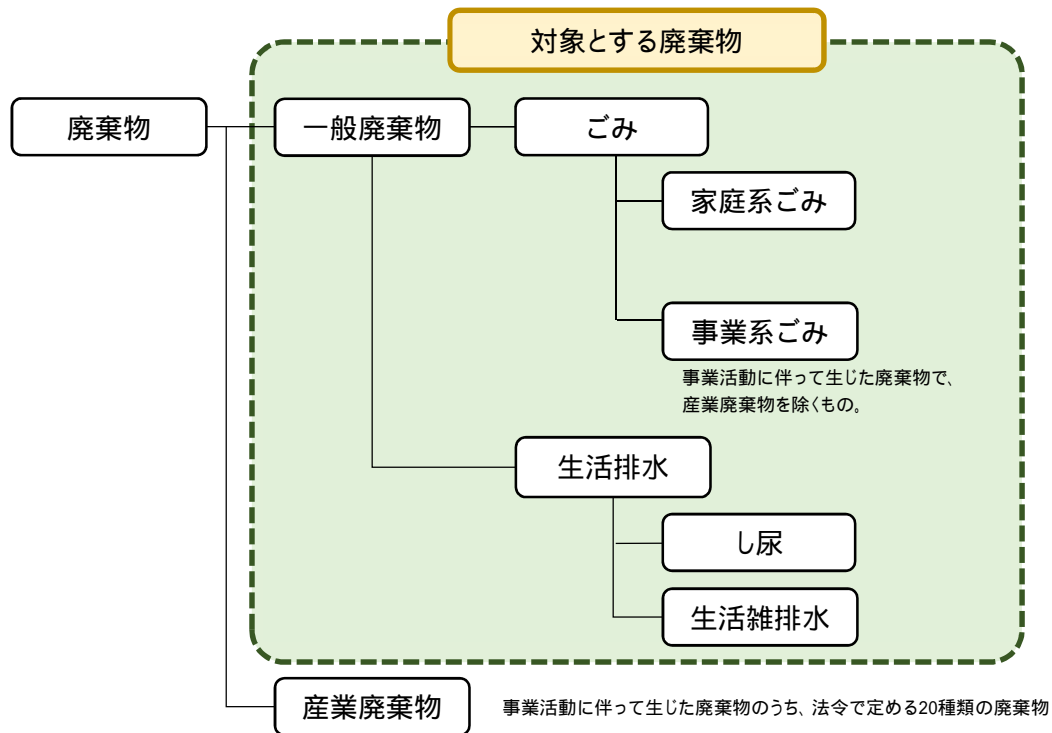 対象とする廃棄物
廃棄物
一般廃棄物
ごみ
家庭系ごみ
事業系ごみ
事業活動に伴って生じた廃棄物で、
産業廃棄物を除くもの。
生活排水
し尿
生活雑排水
産業廃棄物
事業活動に伴って生じた廃棄物のうち、法令で定める20種類の廃棄物